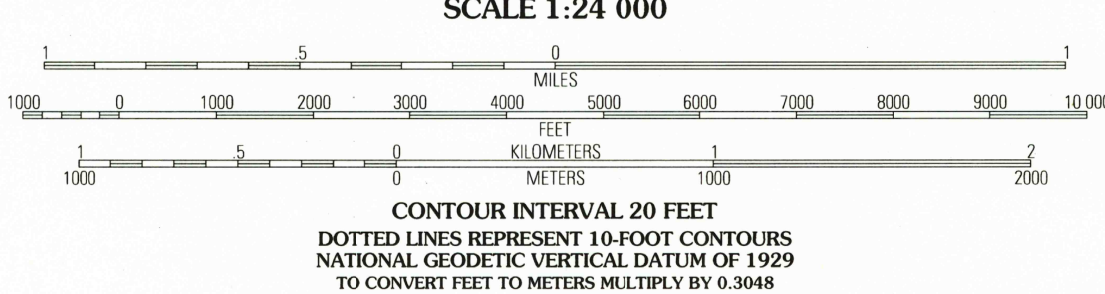 SCALE 1:24 000
1 .5 0 1
MILES
1000 0 1000 2000 3000 4000 5000 6000 7000 8000 9000 10 000
FEET
1 .5 0 KILOMETERS 1 2
1000 0 METERS 1000 2000
CONTOUR INTERVAL 20 FEET
DOTTED LINES REPRESENT 10-FOOT CONTOURS
NATIONAL GEODETIC VERTICAL DATUM OF 1929
TO CONVERT FEET TO METERS MULTIPLY BY 0.3048